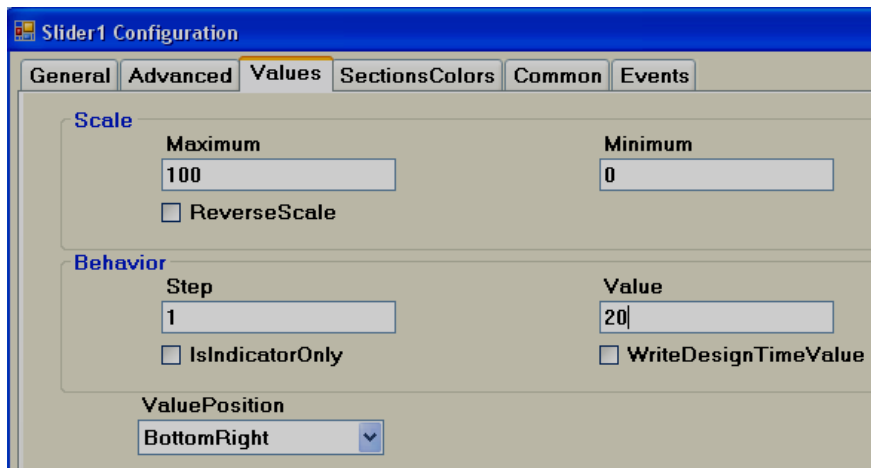 Slider1 Configuration
General Advanced Values SectionsColors Common Events
Scale
Maximum Minimum
100 0
ReverseScale
Behavior
Step Value
1 20
IsIndicatorOnly WriteDesignTimeValue
ValuePosition
BottomRight